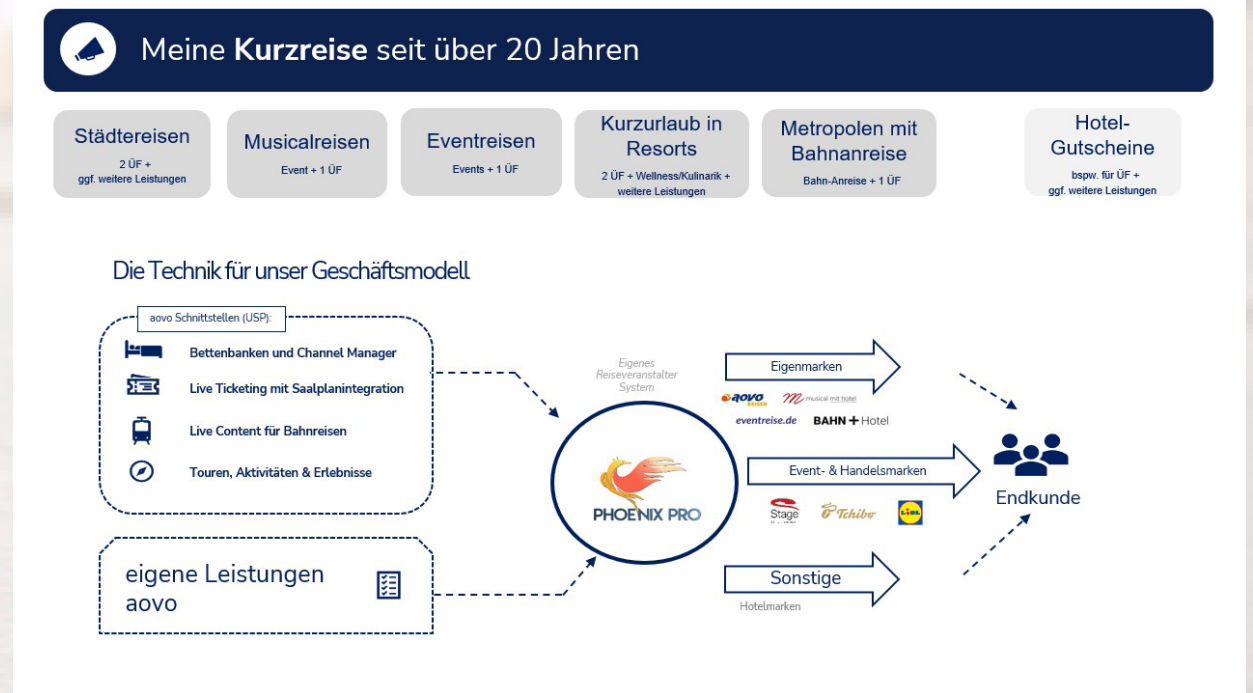 Meine Kurzreise seit über 20 Jahren
Städtereisen
2 ÜF +
ggf. weitere Leistungen
Musicalreisen
Event + 1 ÜF
Eventreisen
Events + 1 ÜF
Kurzurlaub in
Resorts
2 ÜF + Wellness/Kulinarik +
weitere Leistungen
Metropolen mit
Bahnanreise
Bahn-Anreise + 1 ÜF
Hotel-
Gutscheine
bspw. für ÜF +
ggf. weitere Leistungen
Die Technik für unser Geschäftsmodell
aovo Schnittstellen (USP):
Bettenbanken und Channel Manager
Live Ticketing mit Saalplanintegration
Live Content für Bahnreisen
Touren, Aktivitäten & Erlebnisse
eigene Leistungen
aovo
Eigenes
Reiseveranstalter
System
PHOENIX PRO
Eigenmarken
aovo
REISEN
musical mit hotel
eventreise.de
BAHN + Hotel
Event- & Handelsmarken
Stage
Tchibo
LIDL
Sonstige
Hotelmarken
Endkunde